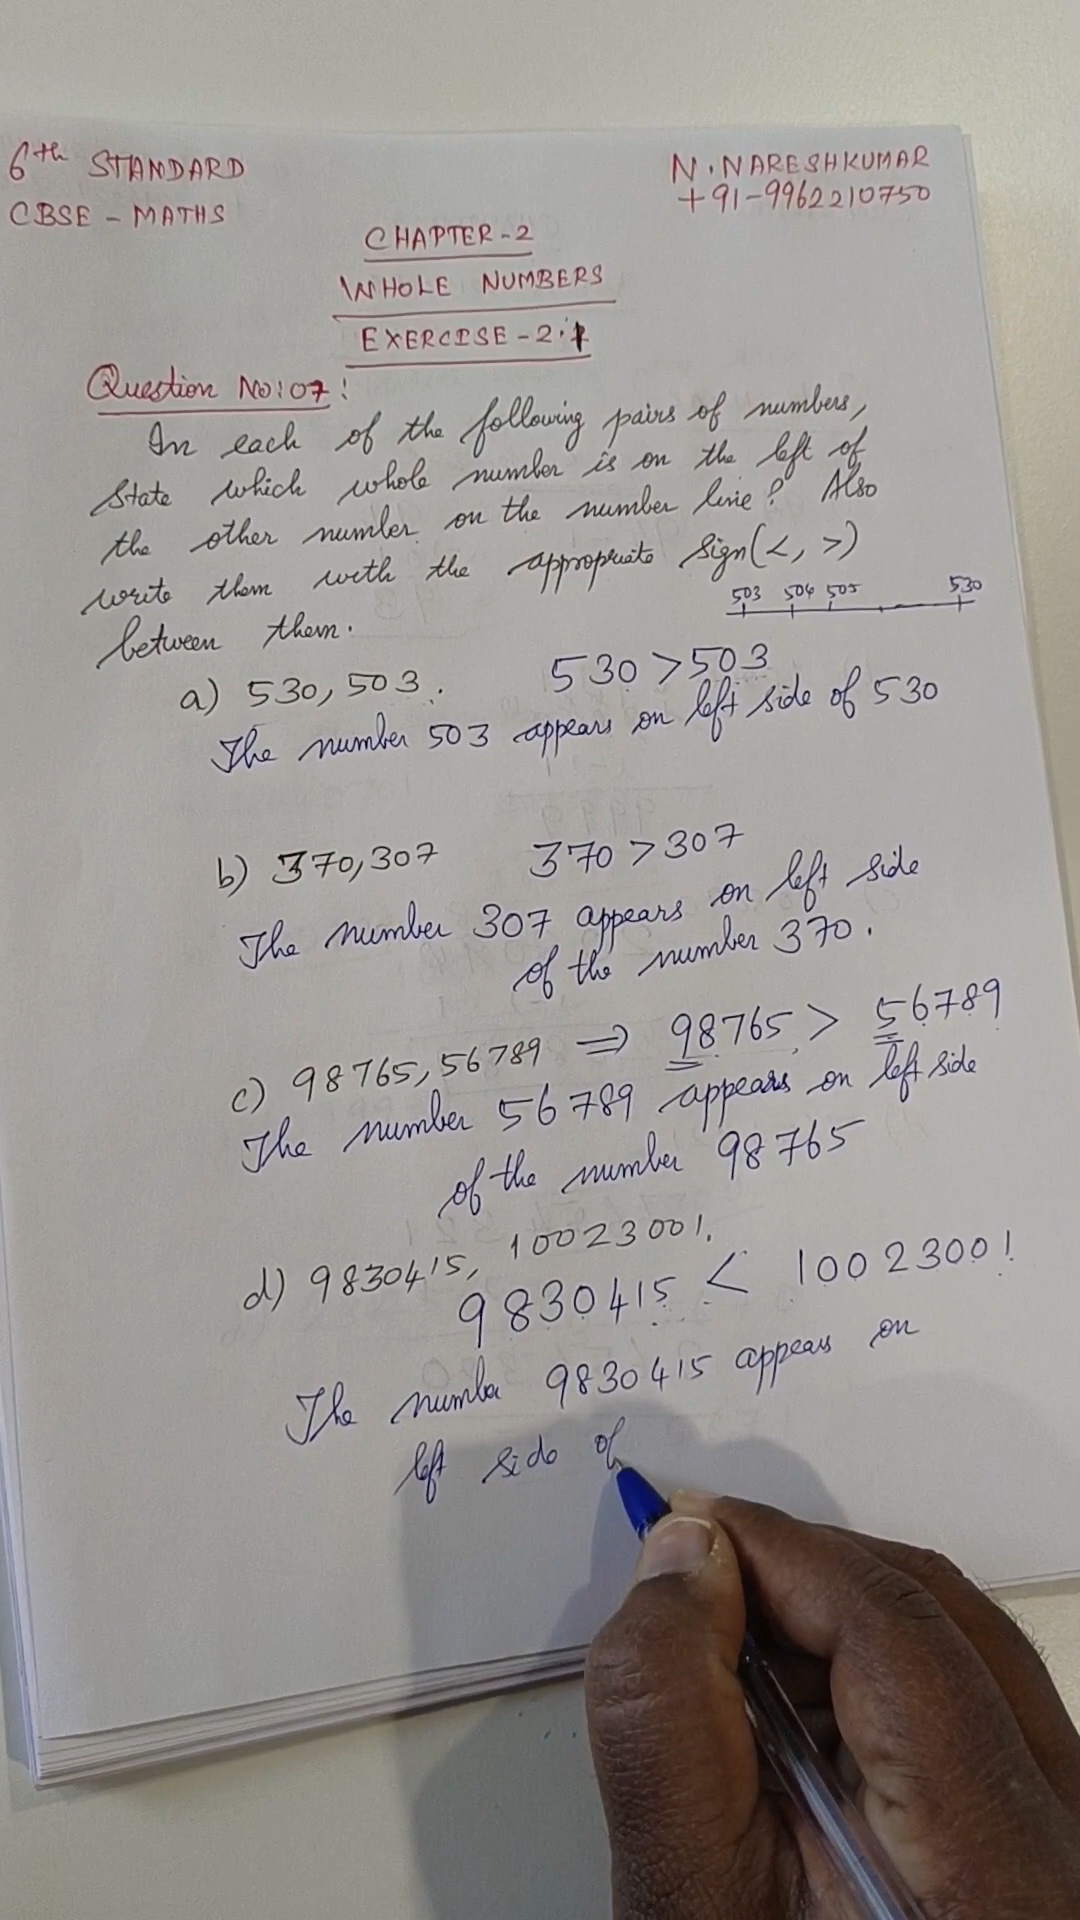 6th STANDARD
CBSE - MATHS
N. NARESHKUMAR
+91-9962210750
CHAPTER-2
WHOLE NUMBERS
EXERCISE-2.1
Question No:07:
In each of the following pairs of numbers,
state which whole number is on the left of
the other number on the number line? Also
write them with the appropriate sign(<, >)
between them.
503 504 505 530
a) 530, 503. 530 > 503
The number 503 appears on left side of 530
b) 370,307 370 > 307
The number 307 appears on left side
of the number 370.
c) 98765, 56789 ⇒ 98765 > 56789
The number 56789 appears on left side
of the number 98765
d) 9830415, 10023001.
9830415 < 10023001
The number 9830415 appears on
left side of